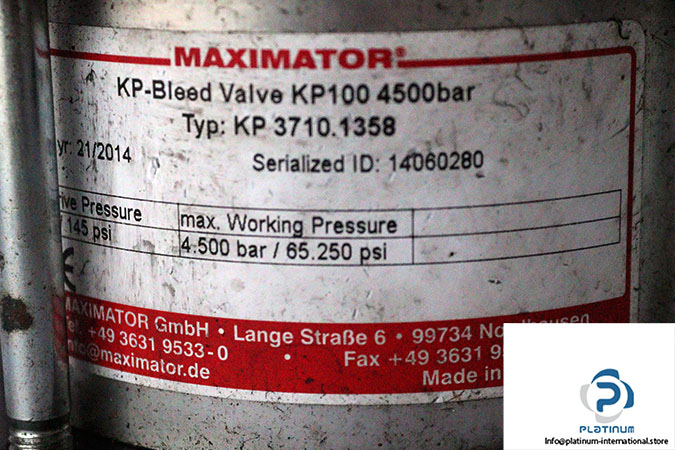 MAXIMATOR®
KP-Bleed Valve KP100 4500bar
Typ: KP 3710.1358
yr: 21/2014
Serialized ID: 14060280
Pressure max. Working Pressure
145 psi 4.500 bar / 65.250 psi
CE
MAXIMATOR GmbH • Lange Straße 6 • 99734
+49 3631 9533-0 • Fax +49 3631
@maximator.de Made in
P
PLATINUM
Info@platinum-international.store